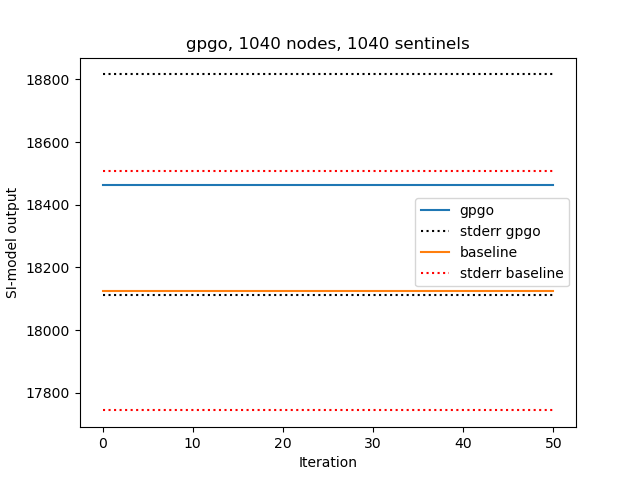 gpgo, 1040 nodes, 1040 sentinels
18800
18600
18400
18200
18000
17800
SI-model output
gpgo
stderr gpgo
baseline
stderr baseline
0 10 20 30 40 50
Iteration